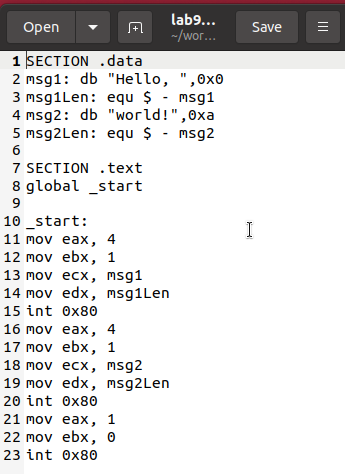 Open lab9... Save
~/wor...
1 SECTION .data
2 msg1: db "Hello, ",0x0
3 msg1Len: equ $ - msg1
4 msg2: db "world!",0xa
5 msg2Len: equ $ - msg2
6
7 SECTION .text
8 global _start
9
10 _start:
11 mov eax, 4
12 mov ebx, 1
13 mov ecx, msg1
14 mov edx, msg1Len
15 int 0x80
16 mov eax, 4
17 mov ebx, 1
18 mov ecx, msg2
19 mov edx, msg2Len
20 int 0x80
21 mov eax, 1
22 mov ebx, 0
23 int 0x80